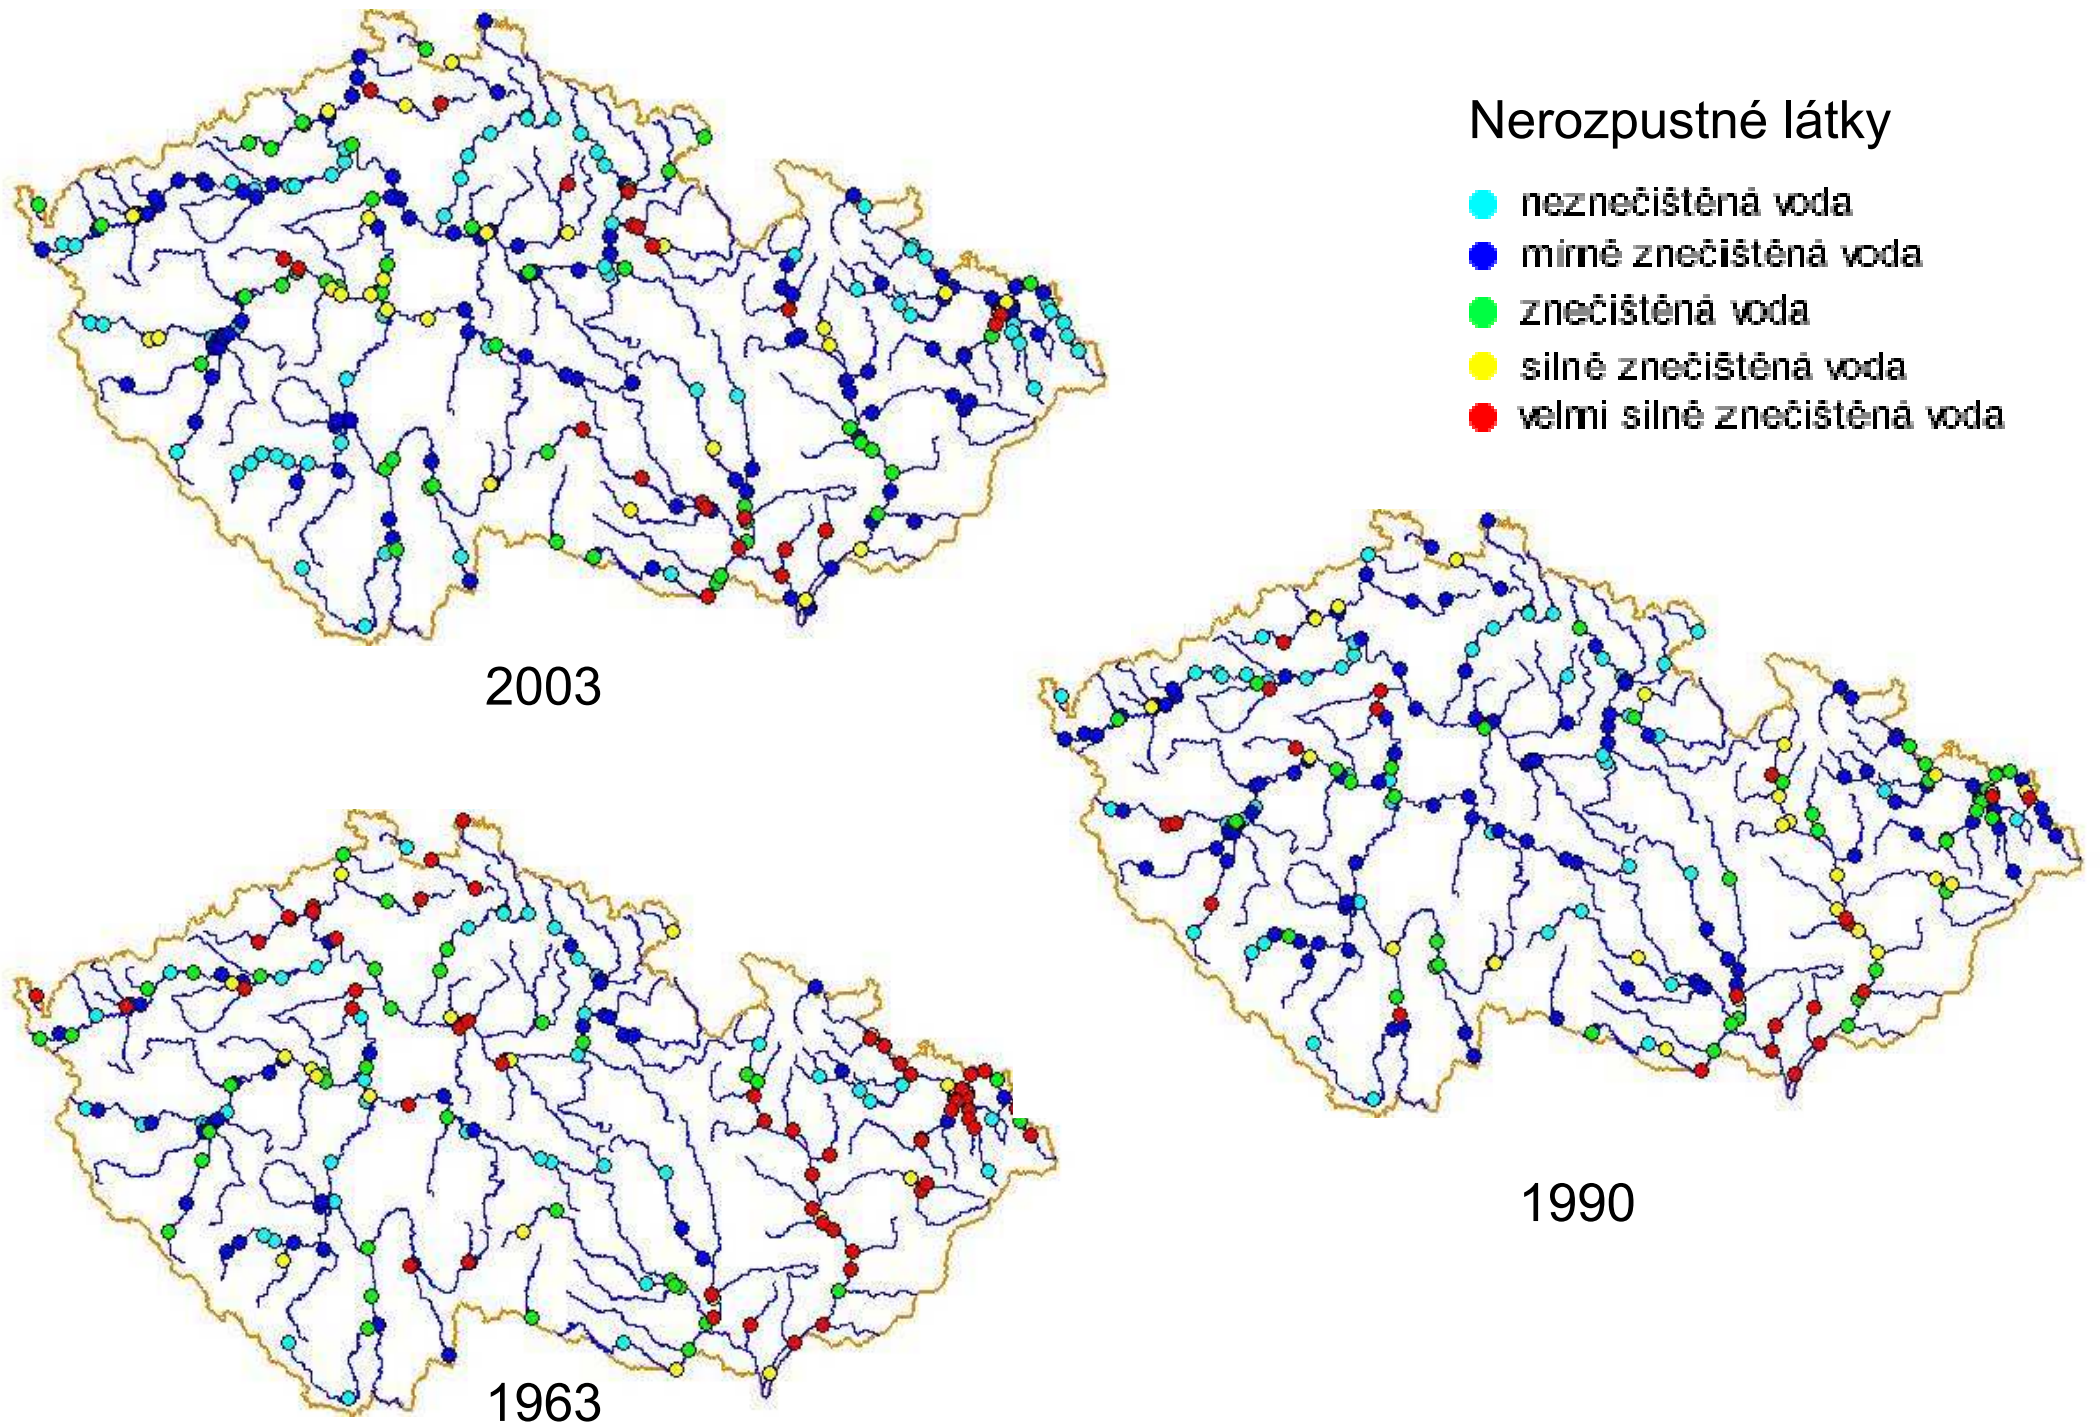 Nerozpustné látky
neznečištěná voda
mírně znečištěná voda
znečištěná voda
silně znečištěná voda
velmi silně znečištěná voda
2003
1990
1963